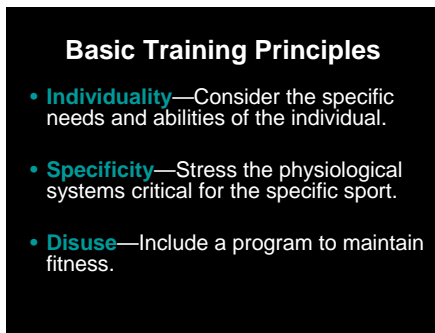 Basic Training Principles
• Individuality—Consider the specific
needs and abilities of the individual.
• Specificity—Stress the physiological
systems critical for the specific sport.
• Disuse—Include a program to maintain
fitness.